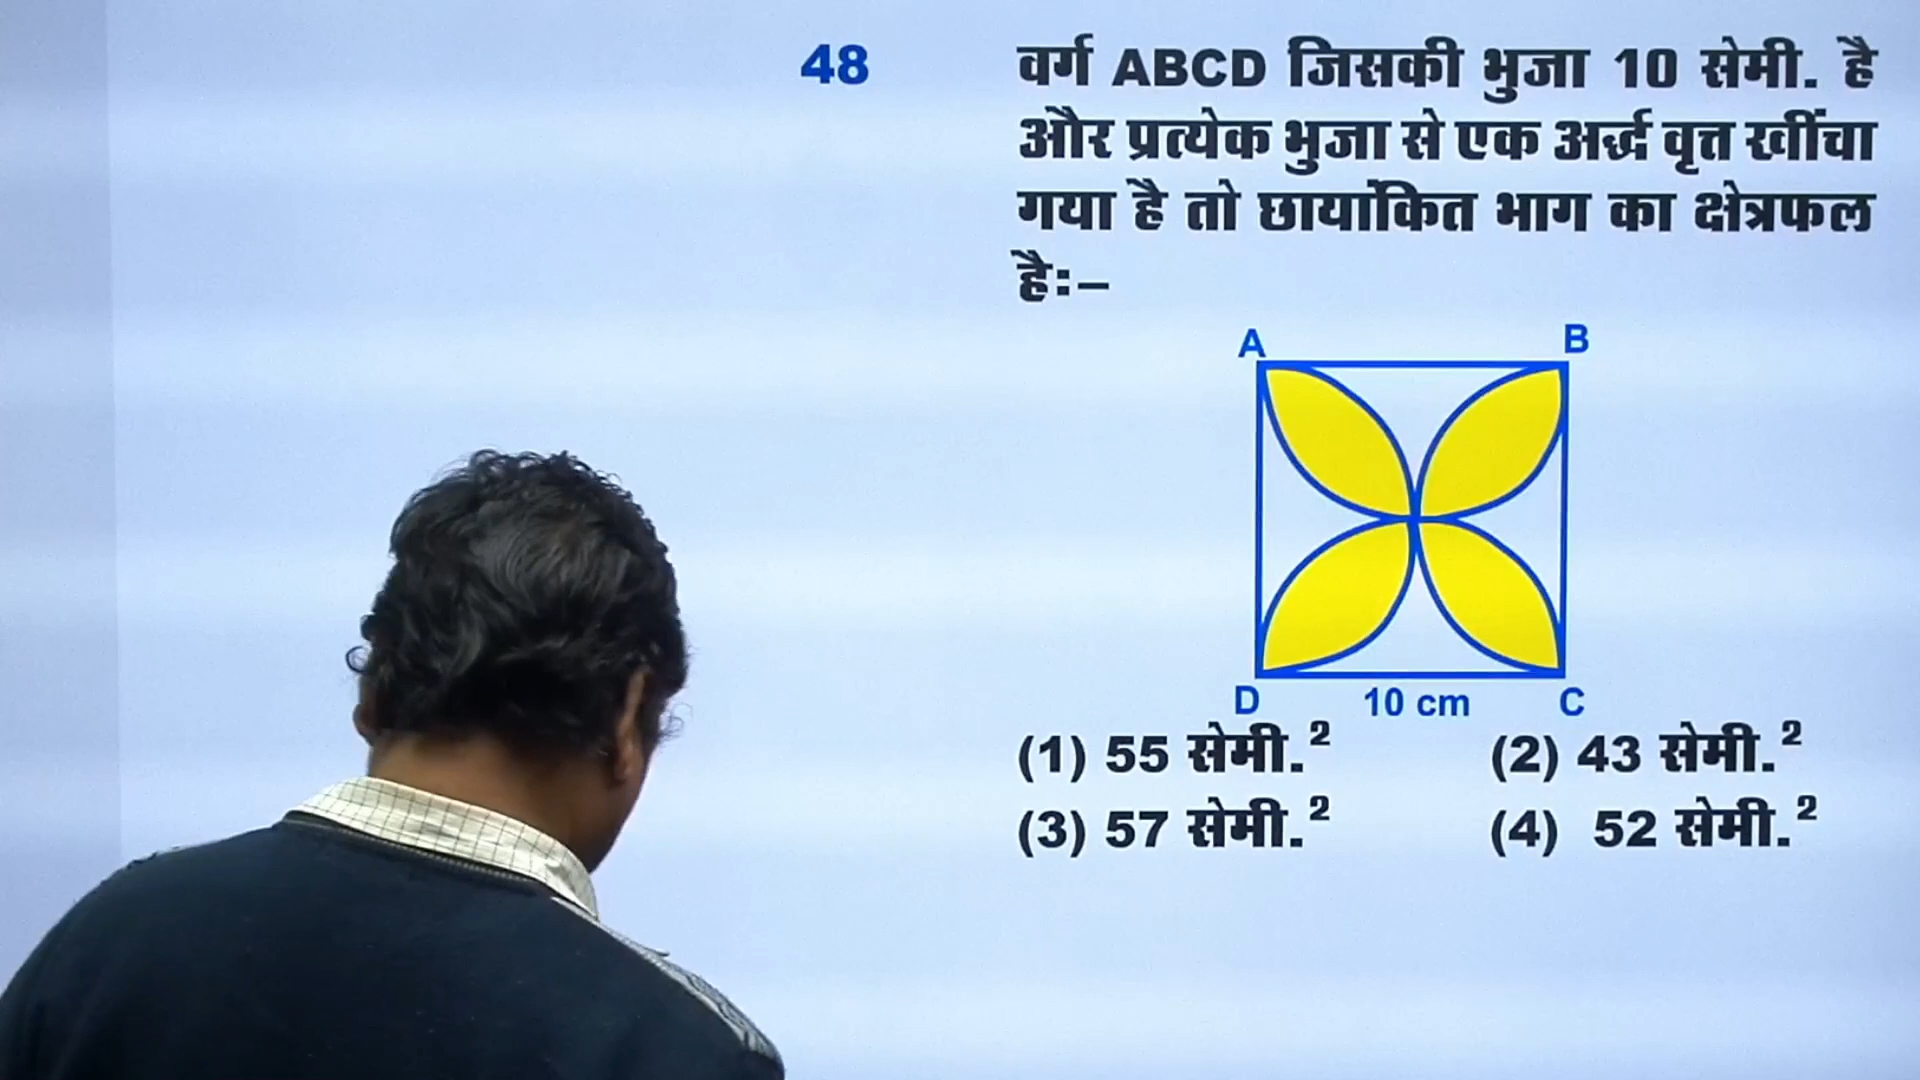 48
वर्ग ABCD जिसकी भुजा 10 सेमी. है
और प्रत्येक भुजा से एक अर्द्ध वृत्त खींचा
गया है तो छायांकित भाग का क्षेत्रफल
है:–
A B
D 10 cm C
(1) 55 सेमी.² (2) 43 सेमी.²
(3) 57 सेमी.² (4) 52 सेमी.²